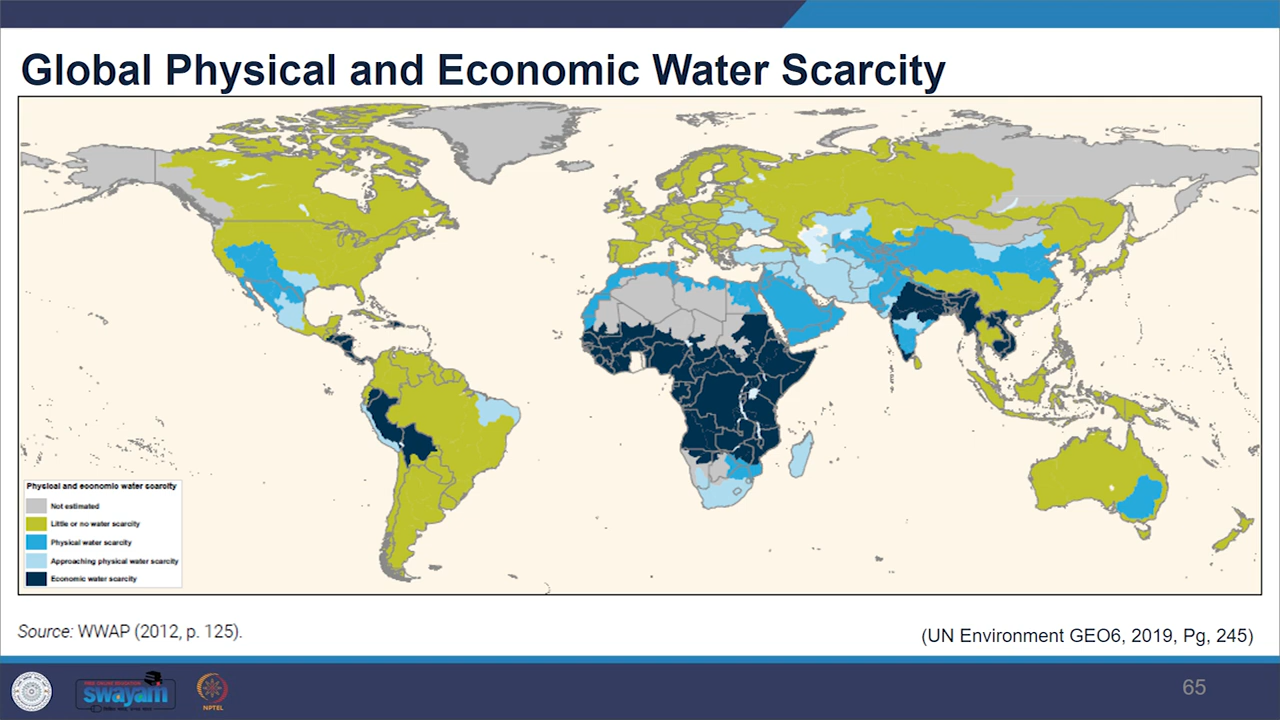 Global Physical and Economic Water Scarcity
Physical and economic water scarcity
Not estimated
Little or no water scarcity
Physical water scarcity
Approaching physical water scarcity
Economic water scarcity
Source: WWAP (2012, p. 125).
(UN Environment GEO6, 2019, Pg, 245)
swayam
NPTEL
65